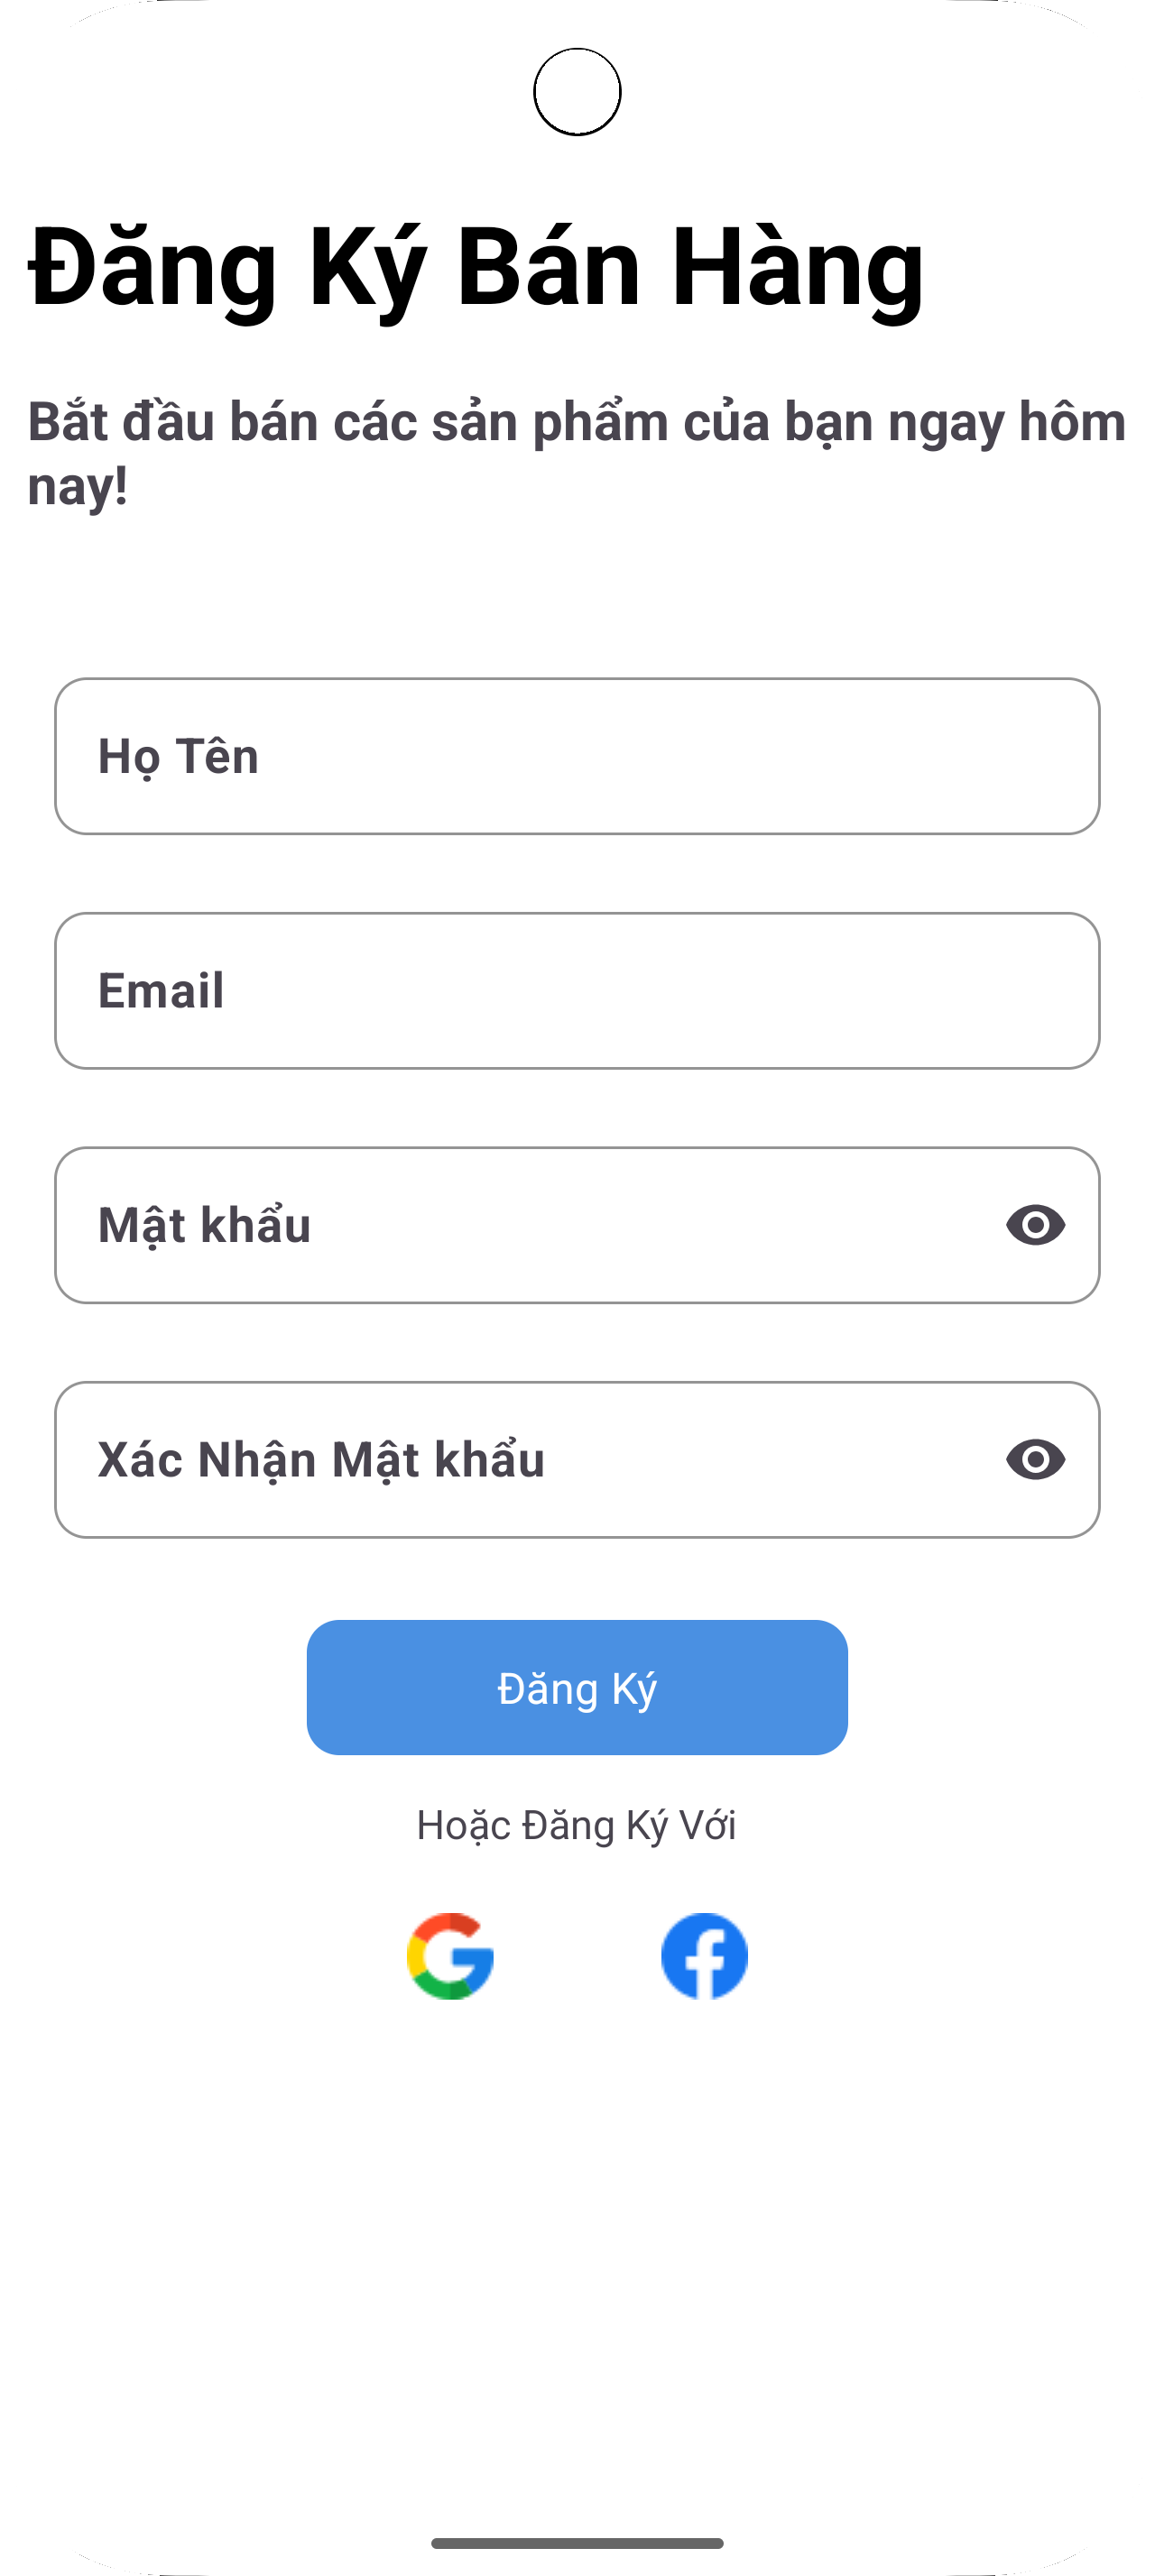 Đăng Ký Bán Hàng
Bắt đầu bán các sản phẩm của bạn ngay hôm
nay!
Họ Tên
Email
Mật khẩu
Xác Nhận Mật khẩu
Đăng Ký
Hoặc Đăng Ký Với